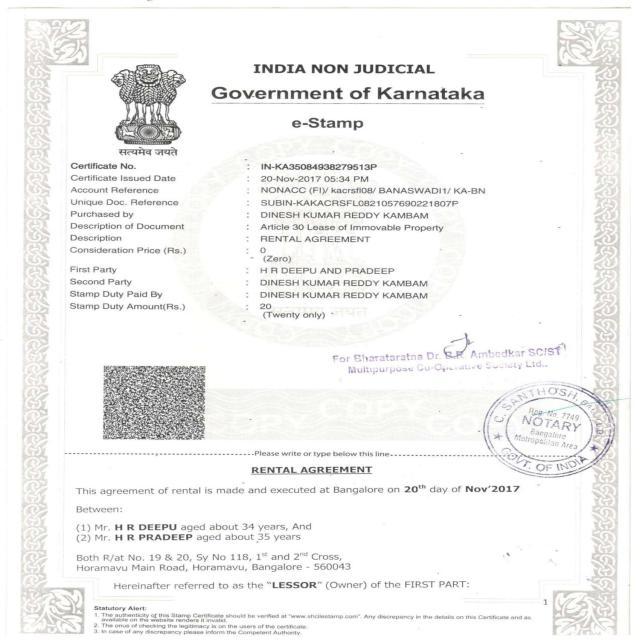 INDIA NON JUDICIAL
Government of Karnataka
e-Stamp
सत्यमेव जयते
Certificate No. : IN-KA35084938279513P
Certificate Issued Date : 20-Nov-2017 05:34 PM
Account Reference : NONACC (FI)/ kacrsfl08/ BANASWADI1/ KA-BN
Unique Doc. Reference : SUBIN-KAKACRSFL0821057690221807P
Purchased by : DINESH KUMAR REDDY KAMBAM
Description of Document : Article 30 Lease of Immovable Property
Description : RENTAL AGREEMENT
Consideration Price (Rs.) : 0
(Zero)
First Party : H R DEEPU AND PRADEEP
Second Party : DINESH KUMAR REDDY KAMBAM
Stamp Duty Paid By : DINESH KUMAR REDDY KAMBAM
Stamp Duty Amount(Rs.) : 20
(Twenty only)
For Bharataratna Dr. B.R. Ambedkar SC/ST
Multipurpose Co-Operative Society Ltd.,
C. SANTHOSH,
Reg. No. 7749
NOTARY
Bangalore
Metropolitan Area
GOVT. OF INDIA
Please write or type below this line
RENTAL AGREEMENT
This agreement of rental is made and executed at Bangalore on 20th day of Nov'2017
Between:
(1) Mr. H R DEEPU aged about 34 years, And
(2) Mr. H R PRADEEP aged about 35 years
Both R/at No. 19 & 20, Sy No 118, 1st and 2nd Cross,
Horamavu Main Road, Horamavu, Bangalore - 560043
Hereinafter referred to as the "LESSOR" (Owner) of the FIRST PART:
1
Statutory Alert:
1. The authenticity of this Stamp Certificate should be verified at "www.shcilestamp.com". Any discrepancy in the details on this Certificate and as
available on the website renders it invalid.
2. The onus of checking the legitimacy is on the users of the certificate.
3. In case of any discrepancy please inform the Competent Authority.